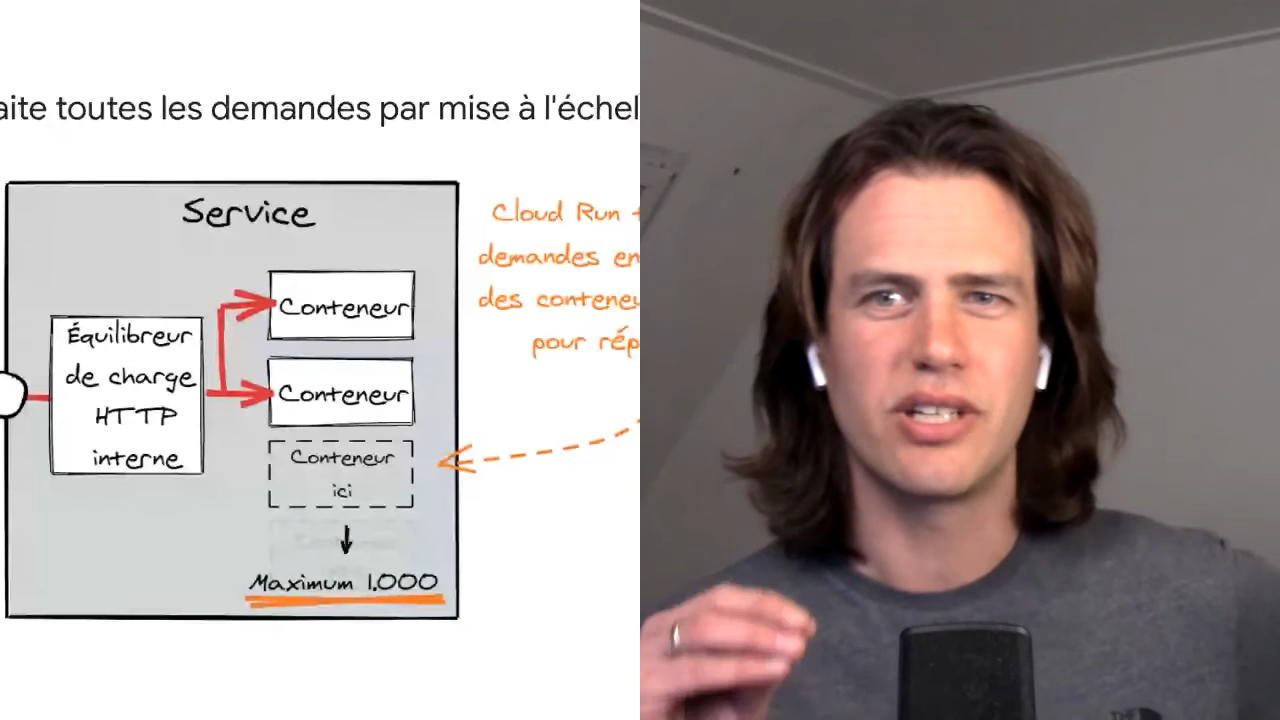 aite toutes les demandes par mise à l'échel
Service
Conteneur
Équilibreur
de charge
HTTP
interne
Conteneur
Conteneur
ici
Maximum 1.000
Cloud Run
demandes en
des conteneu
pour rép